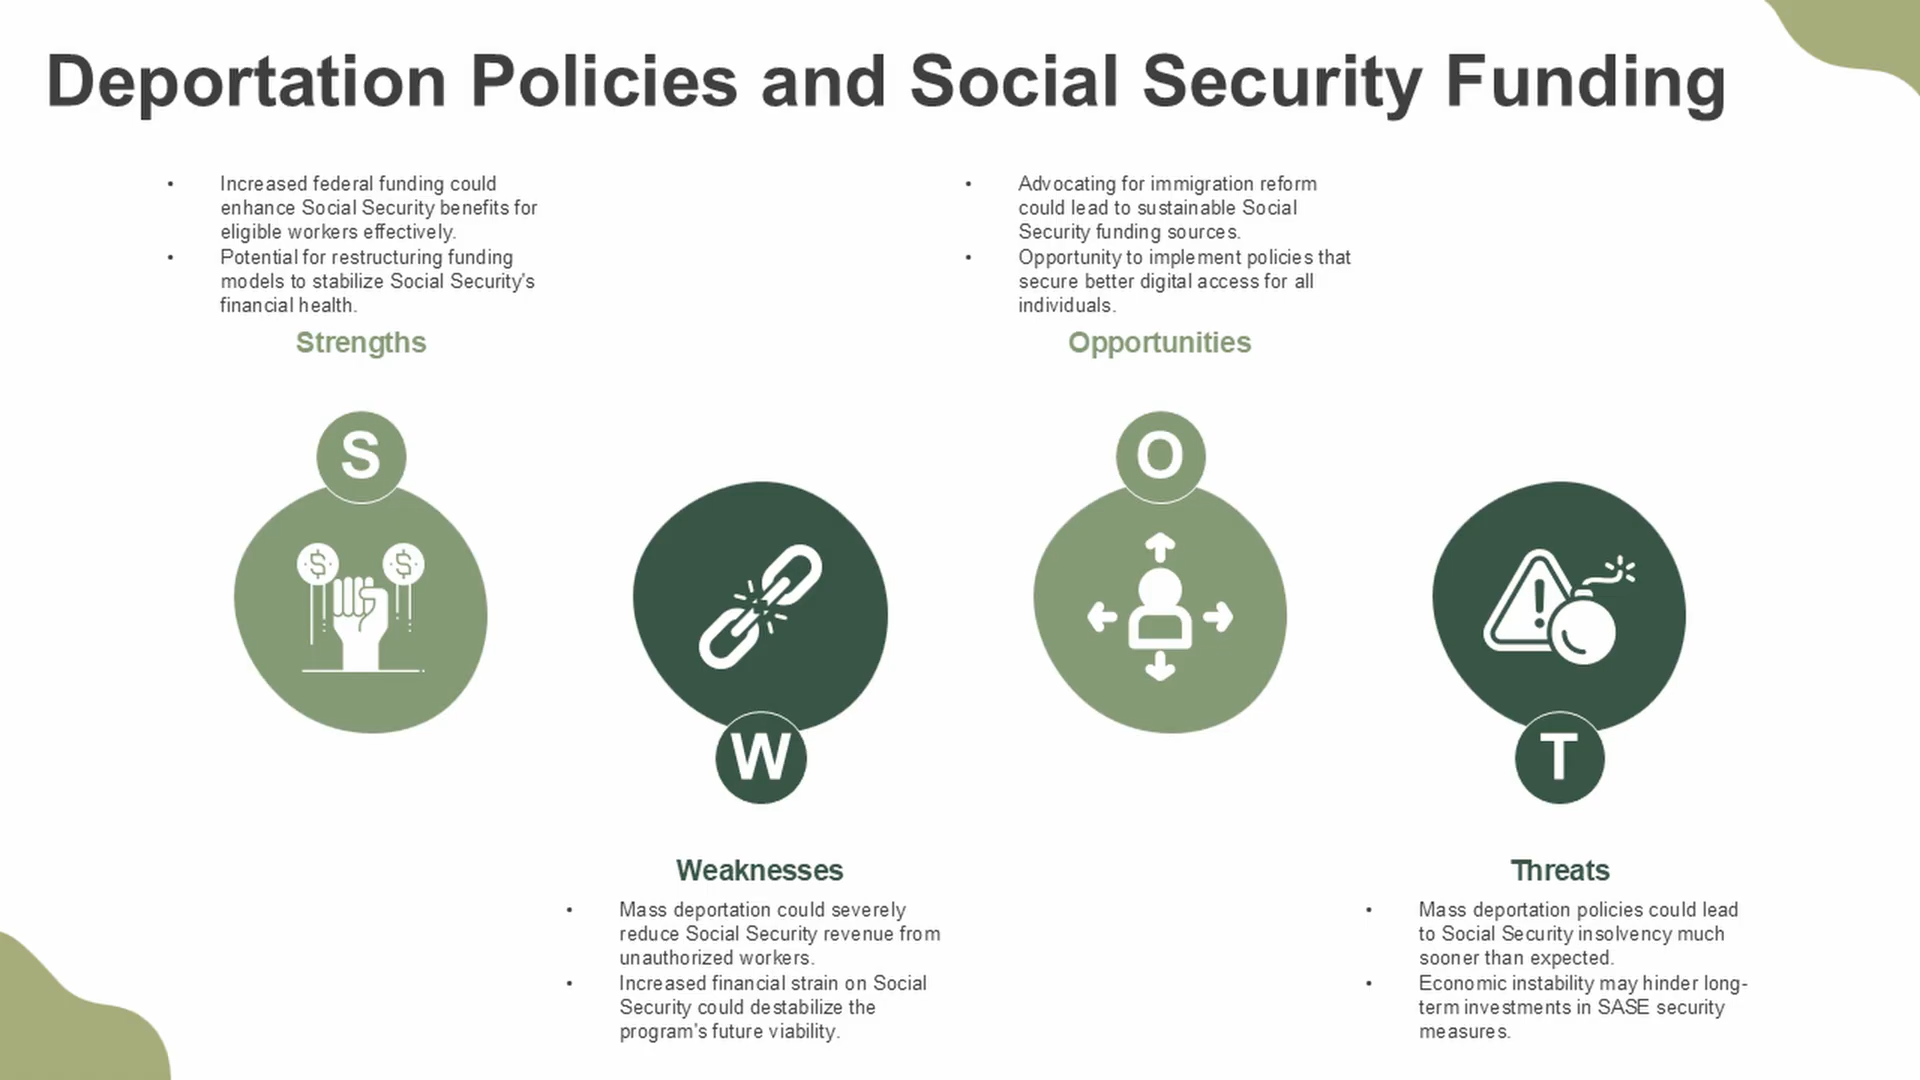 Deportation Policies and Social Security Funding
• Increased federal funding could
enhance Social Security benefits for
eligible workers effectively.
• Potential for restructuring funding
models to stabilize Social Security's
financial health.
Strengths
S
$ $
W
Weaknesses
• Mass deportation could severely
reduce Social Security revenue from
unauthorized workers.
• Increased financial strain on Social
Security could destabilize the
program's future viability.
• Advocating for immigration reform
could lead to sustainable Social
Security funding sources.
• Opportunity to implement policies that
secure better digital access for all
individuals.
Opportunities
O
!
T
Threats
• Mass deportation policies could lead
to Social Security insolvency much
sooner than expected.
• Economic instability may hinder long-
term investments in SASE security
measures.